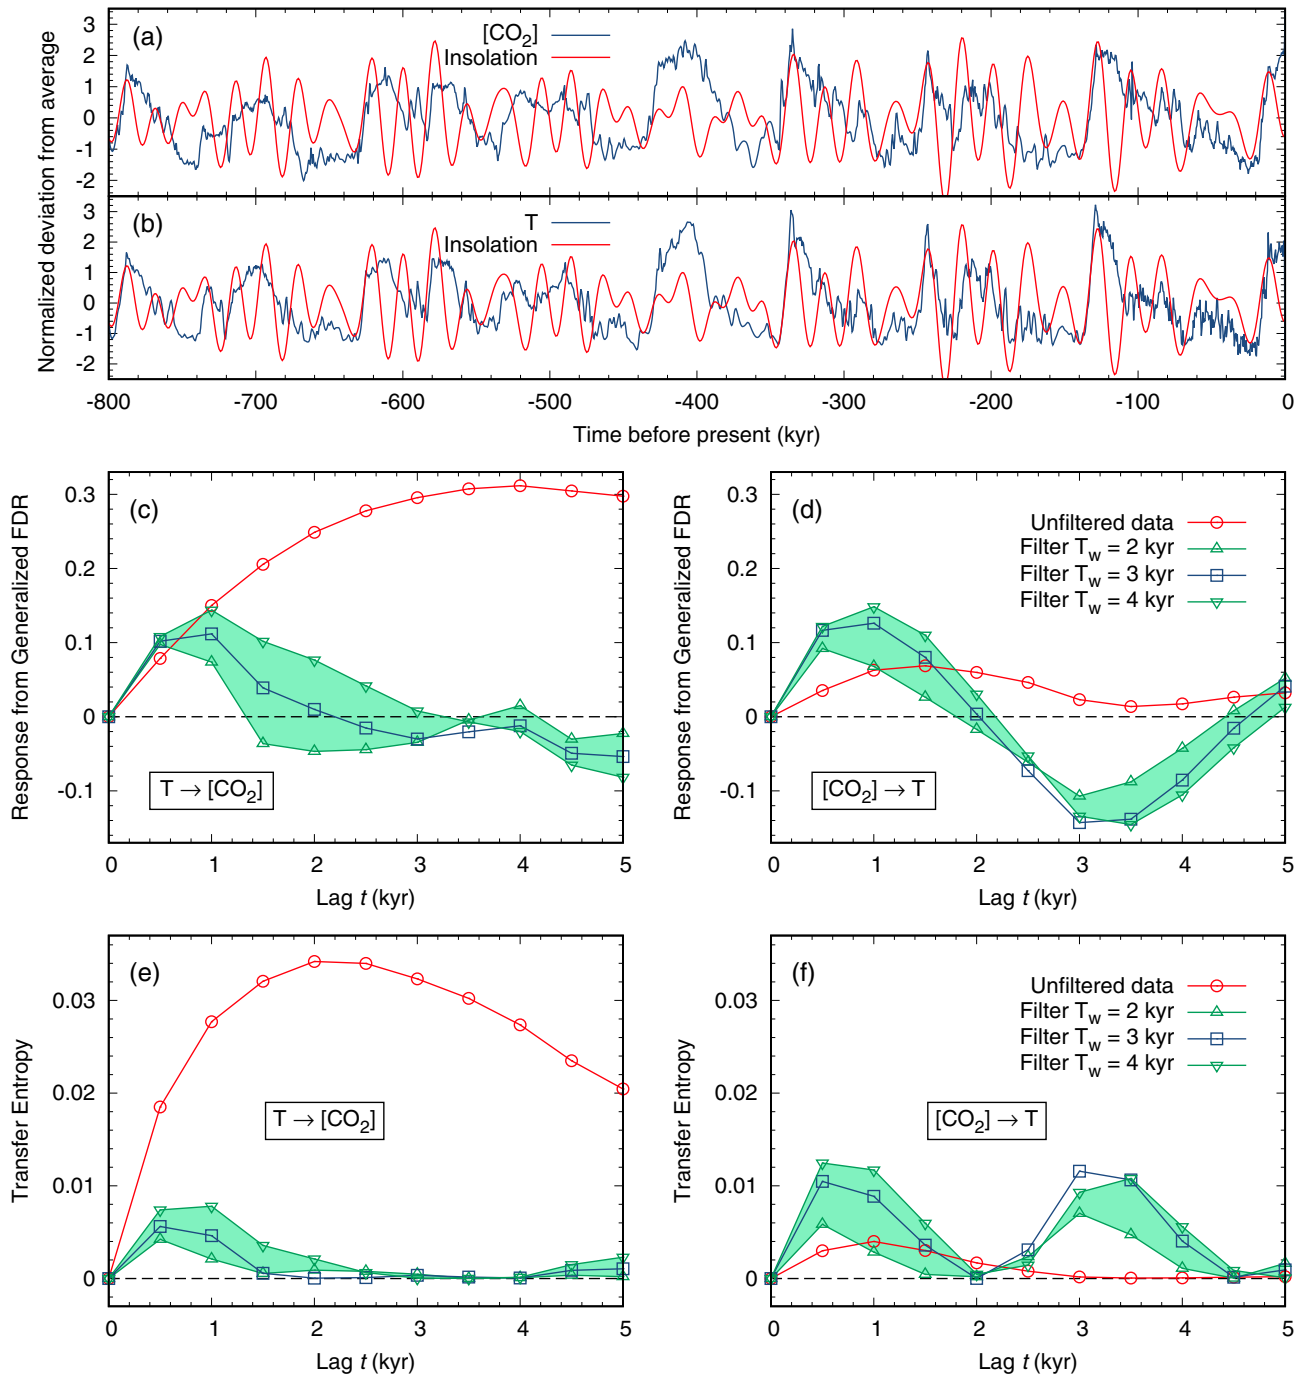 Normalized deviation from average
(a)
[CO2]
Insolation
3
2
1
0
-1
-2
(b)
T
Insolation
3
2
1
0
-1
-2
-800 -700 -600 -500 -400 -300 -200 -100 0
Time before present (kyr)
Response from Generalized FDR
(c)
0.3
0.2
0.1
0
-0.1
T → [CO2]
0 1 2 3 4 5
Lag t (kyr)
Response from Generalized FDR
(d)
Unfiltered data
Filter Tw = 2 kyr
Filter Tw = 3 kyr
Filter Tw = 4 kyr
0.3
0.2
0.1
0
-0.1
[CO2] → T
0 1 2 3 4 5
Lag t (kyr)
Transfer Entropy
(e)
0.03
0.02
0.01
0
T → [CO2]
0 1 2 3 4 5
Lag t (kyr)
Transfer Entropy
(f)
Unfiltered data
Filter Tw = 2 kyr
Filter Tw = 3 kyr
Filter Tw = 4 kyr
0.03
0.02
0.01
0
[CO2] → T
0 1 2 3 4 5
Lag t (kyr)